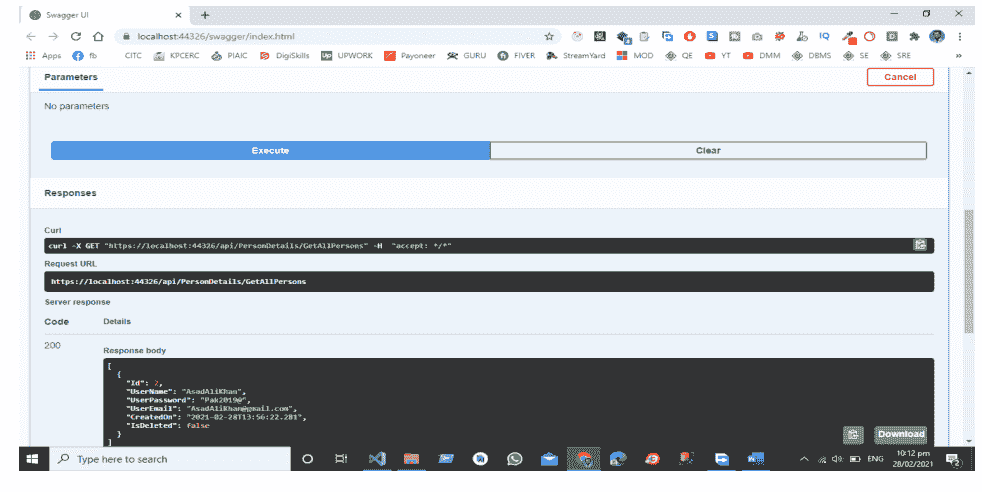 Swagger UI
localhost:44326/swagger/index.html
Apps fb CITC KPCERC PIAIC DigiSkills UPWORK Payoneer GURU FIVER StreamYard MOD QE YT DMM DBMS SE SRE
Parameters
Cancel
No parameters
Execute
Clear
Responses
Curl
curl -X GET "https://localhost:44326/api/PersonDetails/GetAllPersons" -H "accept: */*"
Request URL
https://localhost:44326/api/PersonDetails/GetAllPersons
Server response
Code Details
200
Response body
[
{
"Id": 2,
"UserName": "AsadAliKhan",
"UserPassword": "Pak2019@",
"UserEmail": "AsadAliKhan@gmail.com",
"CreatedOn": "2021-02-28T13:56:22.281",
"IsDeleted": false
}
]
Download
Type here to search
ENG
10:12 pm
28/02/2021